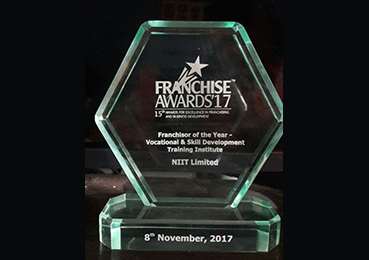 FRANCHISE™
AWARDS'17
15th AWARDS FOR EXCELLENCE IN FRANCHISING
AND BUSINESS DEVELOPMENT
Franchisor of the Year -
Vocational & Skill Development
Training Institute
NIIT Limited
8th November, 2017